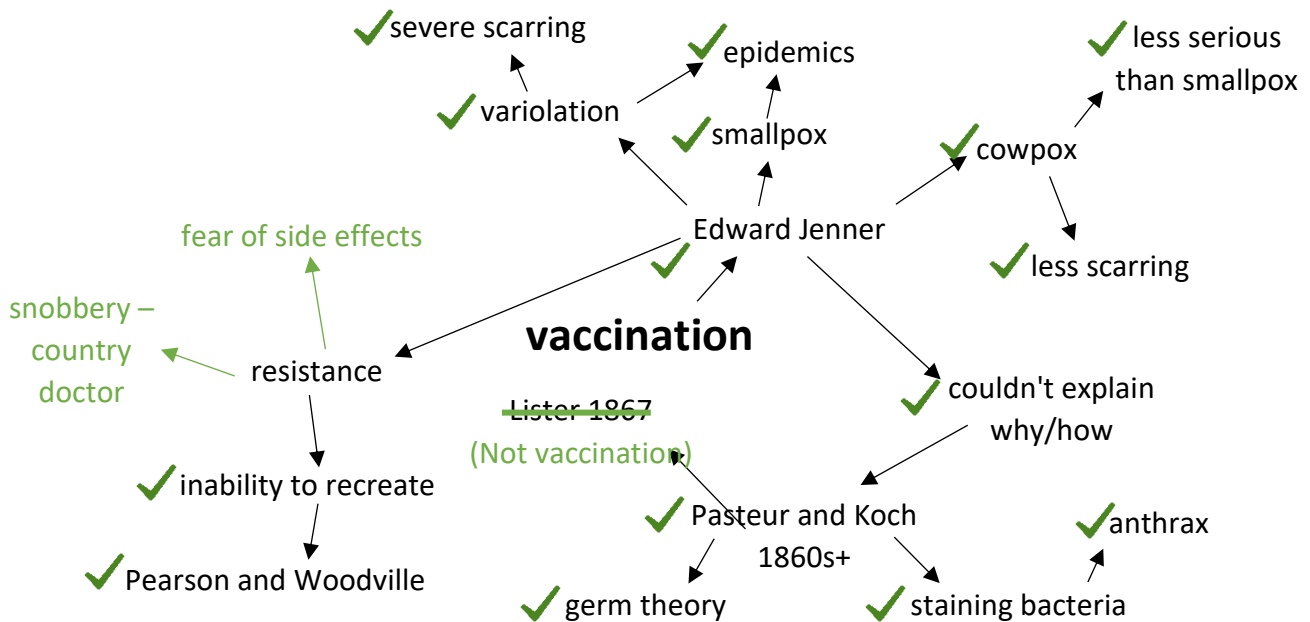 severe scarring
epidemics
less serious
than smallpox
variolation
smallpox
cowpox
Edward Jenner
fear of side effects
less scarring
snobbery –
country
doctor
vaccination
resistance
couldn't explain
why/how
Lister 1867
(Not vaccination)
inability to recreate
Pasteur and Koch
1860s+
anthrax
Pearson and Woodville
germ theory
staining bacteria